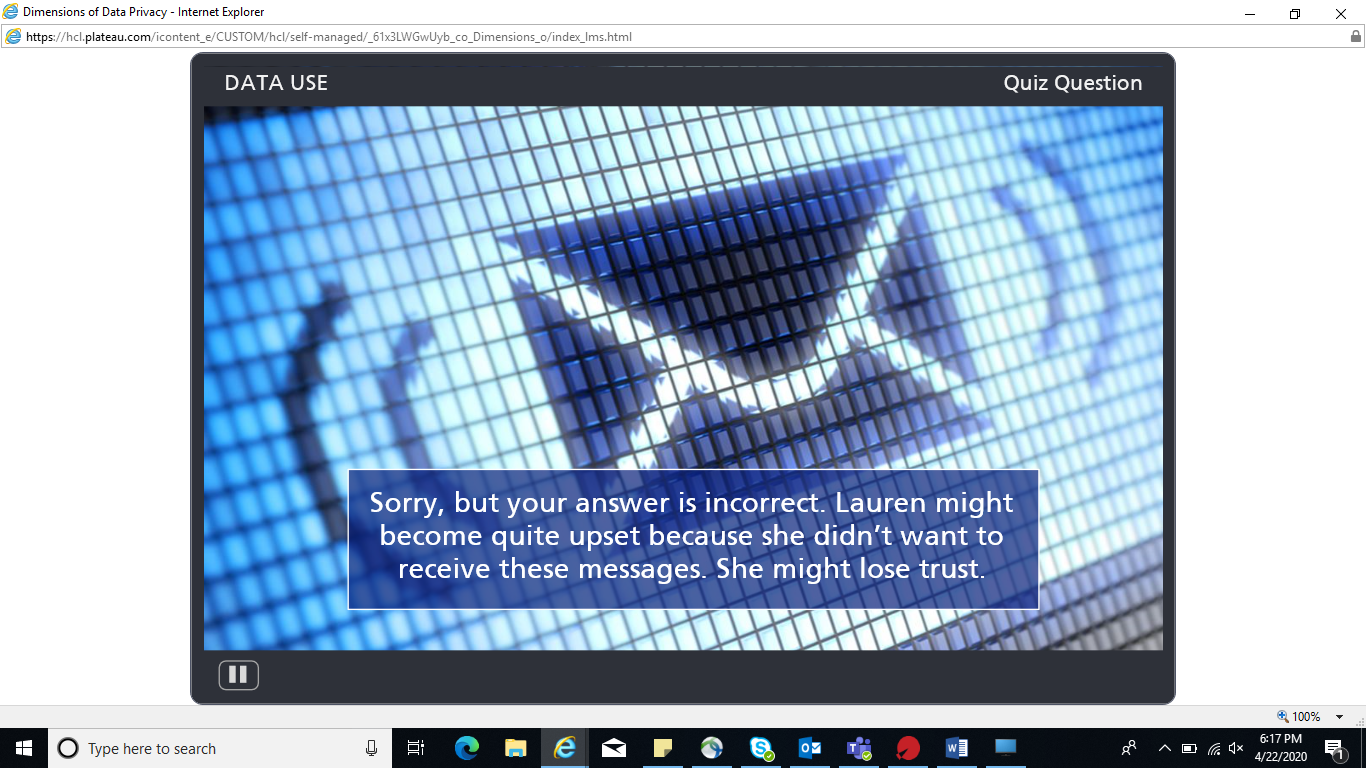 Dimensions of Data Privacy - Internet Explorer
https://hcl.plateau.com/icontent_e/CUSTOM/hcl/self-managed/_61x3LWGwUyb_co_Dimensions_o/index_lms.html
DATA USE
Quiz Question
Sorry, but your answer is incorrect. Lauren might
become quite upset because she didn’t want to
receive these messages. She might lose trust.
100%
Type here to search
6:17 PM
4/22/2020
1